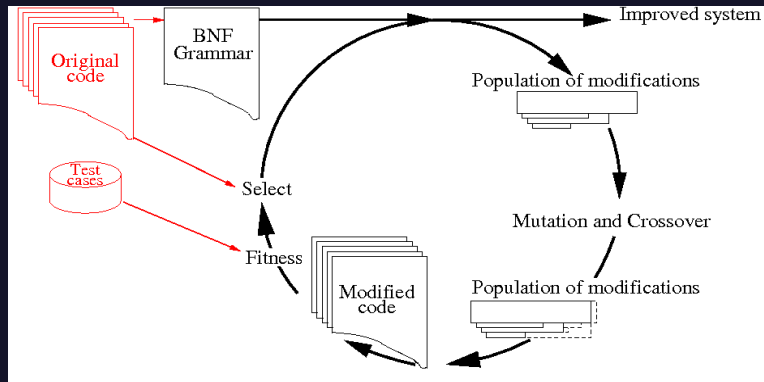 Improved system
BNF
Grammar
Original
code
Population of modifications
Test
cases
Select
Mutation and Crossover
Fitness
Population of modifications
Modified
code